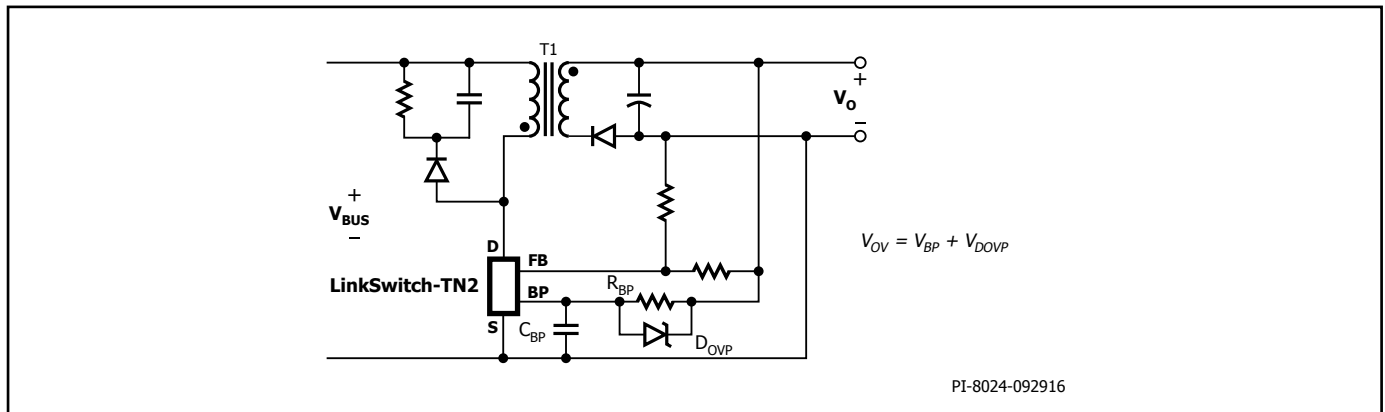 T1
+
V_O
−
+
V_BUS
−
D
FB
LinkSwitch-TN2
BP
R_BP
S
C_BP
D_OVP
V_OV = V_BP + V_DOVP
PI-8024-092916